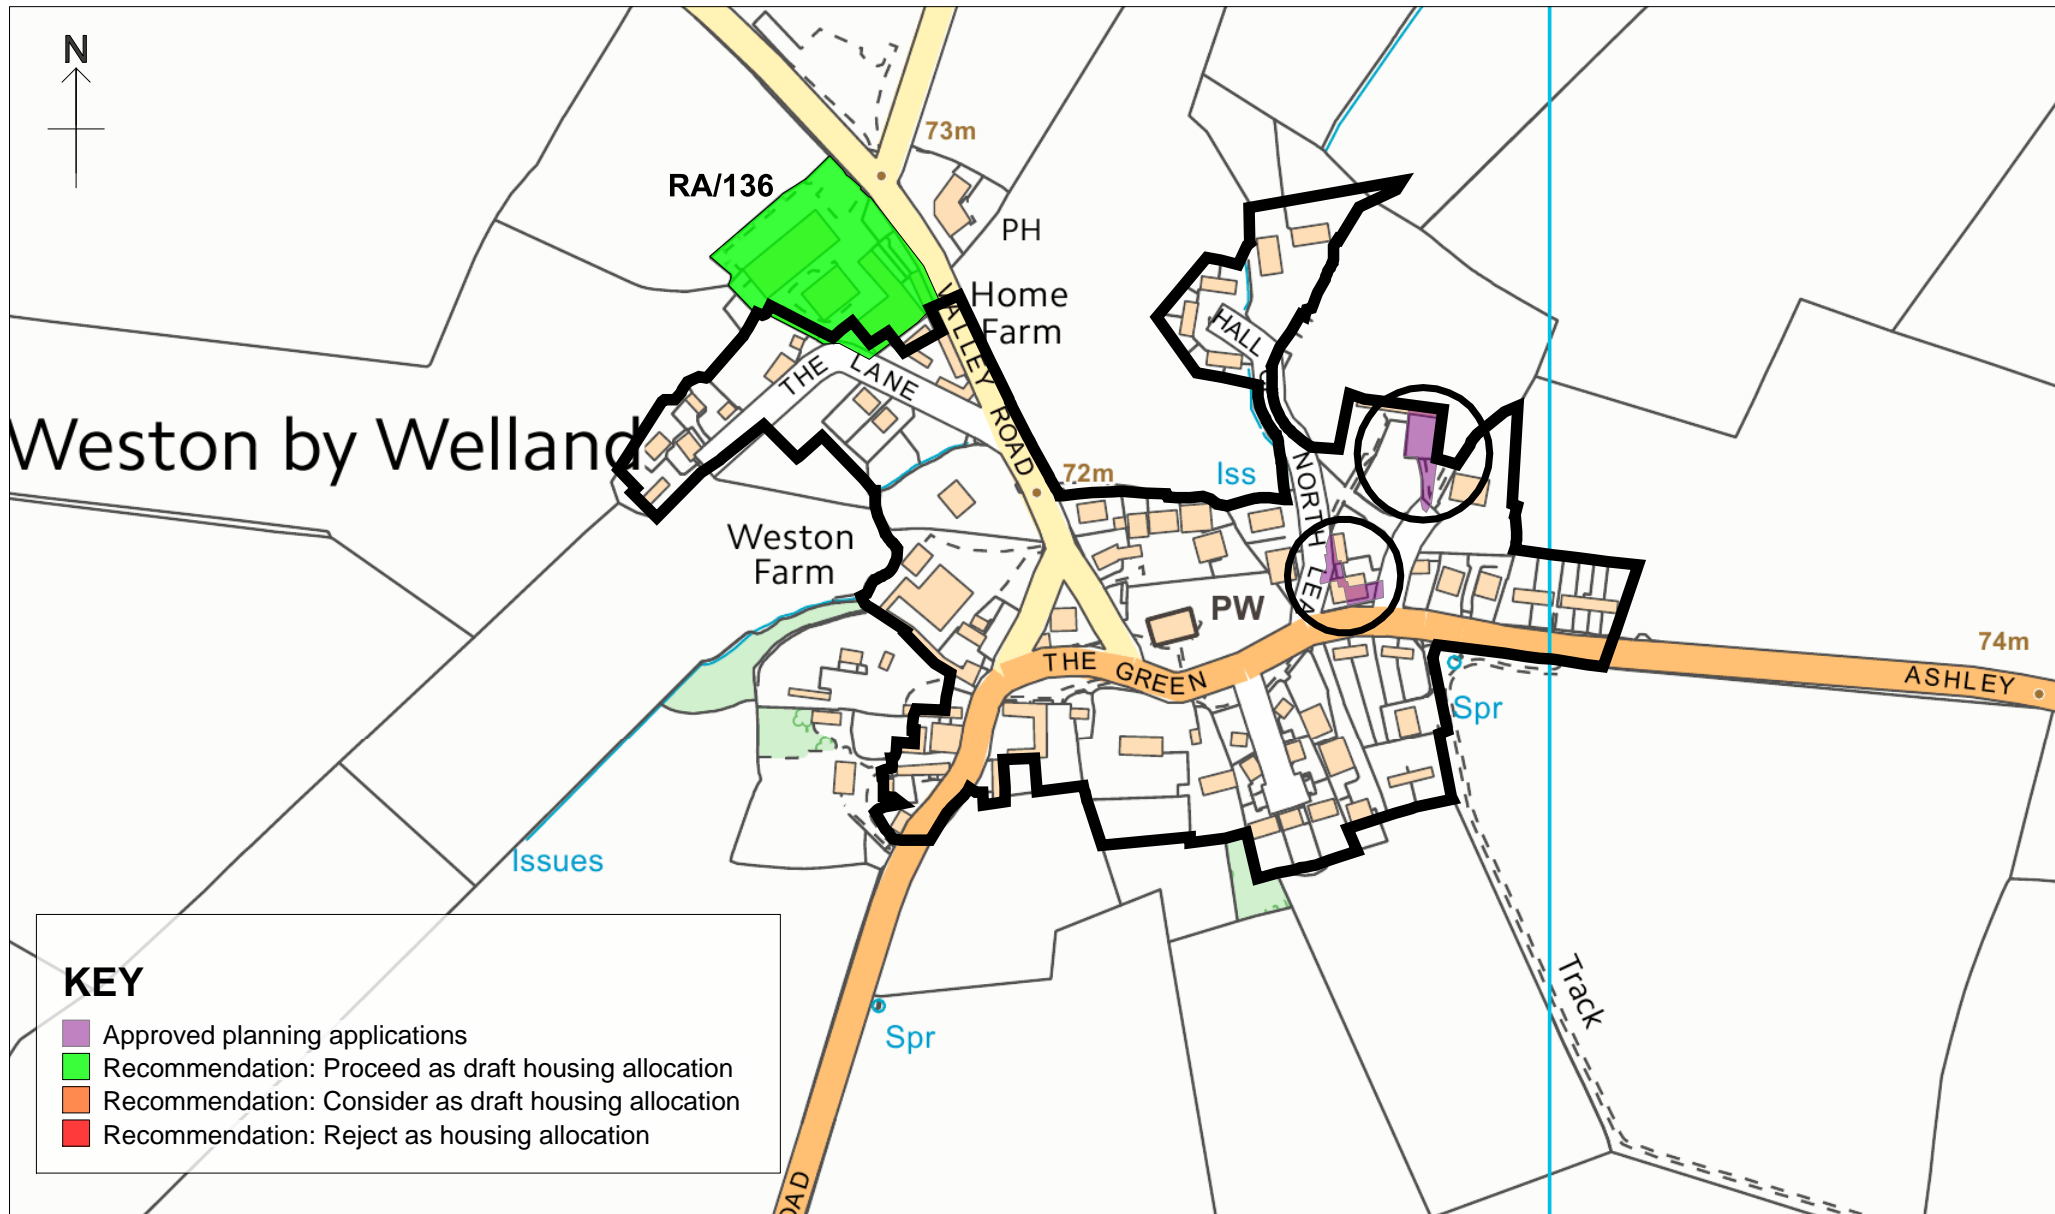 N
73m
RA/136
PH
Home
Farm
VALLEY ROAD
HALL
THE LANE
Weston by Welland
72m
Iss
NORTH LEA
Weston
Farm
PW
THE GREEN
74m
ASHLEY
Spr
Issues
Track
Spr
KEY
Approved planning applications
Recommendation: Proceed as draft housing allocation
Recommendation: Consider as draft housing allocation
Recommendation: Reject as housing allocation
OAD